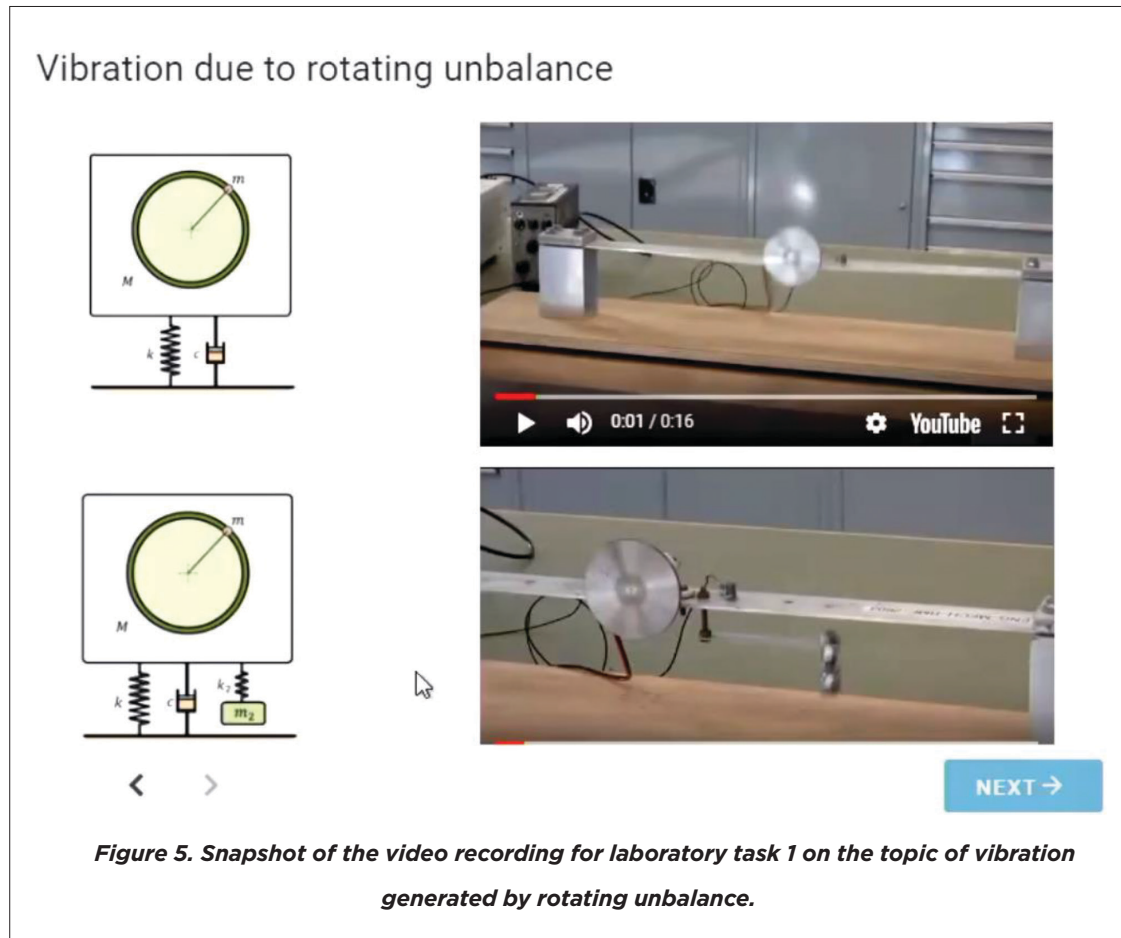 Vibration due to rotating unbalance
m
M
k
c
0:01 / 0:16
YouTube
m
M
k
c
k₂
m₂
NEXT
Figure 5. Snapshot of the video recording for laboratory task 1 on the topic of vibration
generated by rotating unbalance.